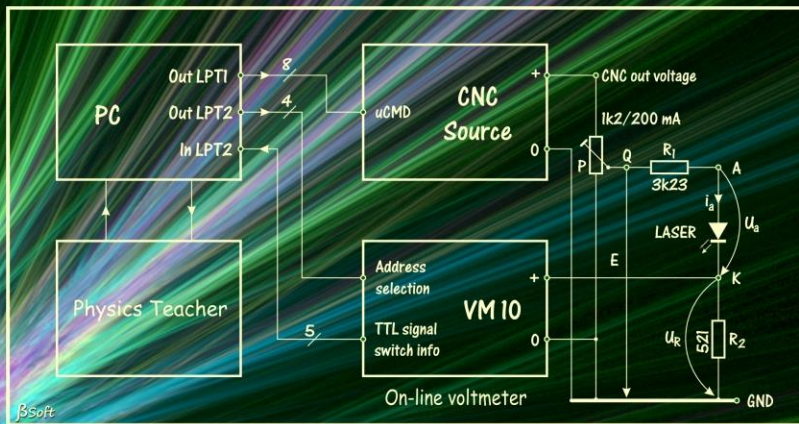 PC
Out LPT1
8
Out LPT2
4
In LPT2
uCMD
CNC
Source
+
0
CNC out voltage
1k2/200 mA
P
Q
R1
3k23
A
ia
LASER
Ua
E
K
UR
521
R2
GND
Physics Teacher
Address
selection
VM 10
+
TTL signal
switch info
0
5
On-line voltmeter
βSoft